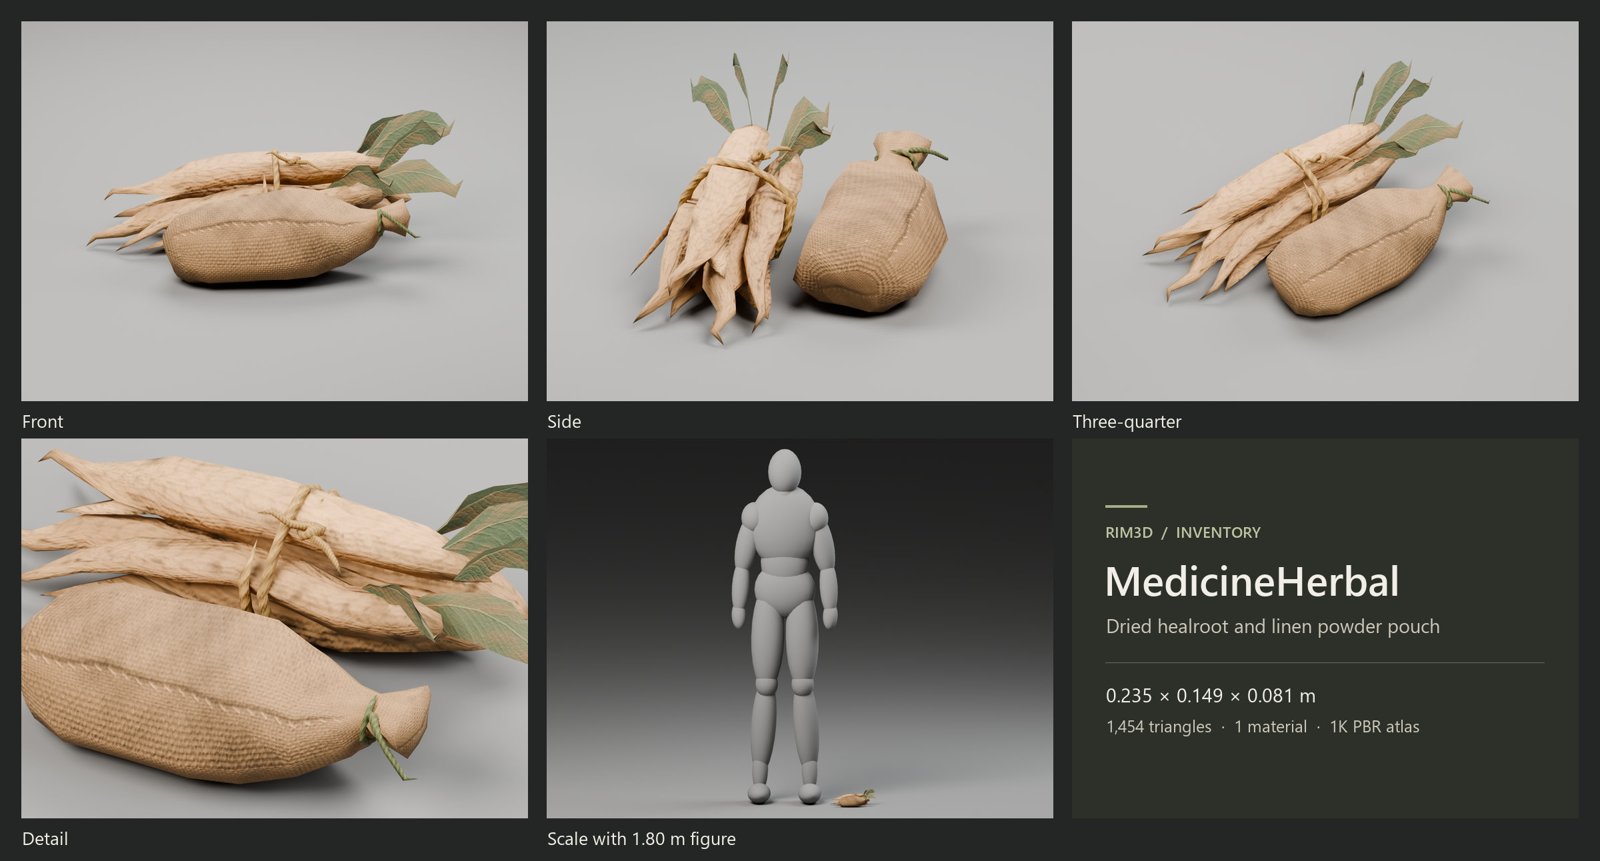 Front
Side
Three-quarter
RIM3D / INVENTORY
MedicineHerbal
Dried healroot and linen powder pouch
0.235 × 0.149 × 0.081 m
1,454 triangles · 1 material · 1K PBR atlas
Detail
Scale with 1.80 m figure